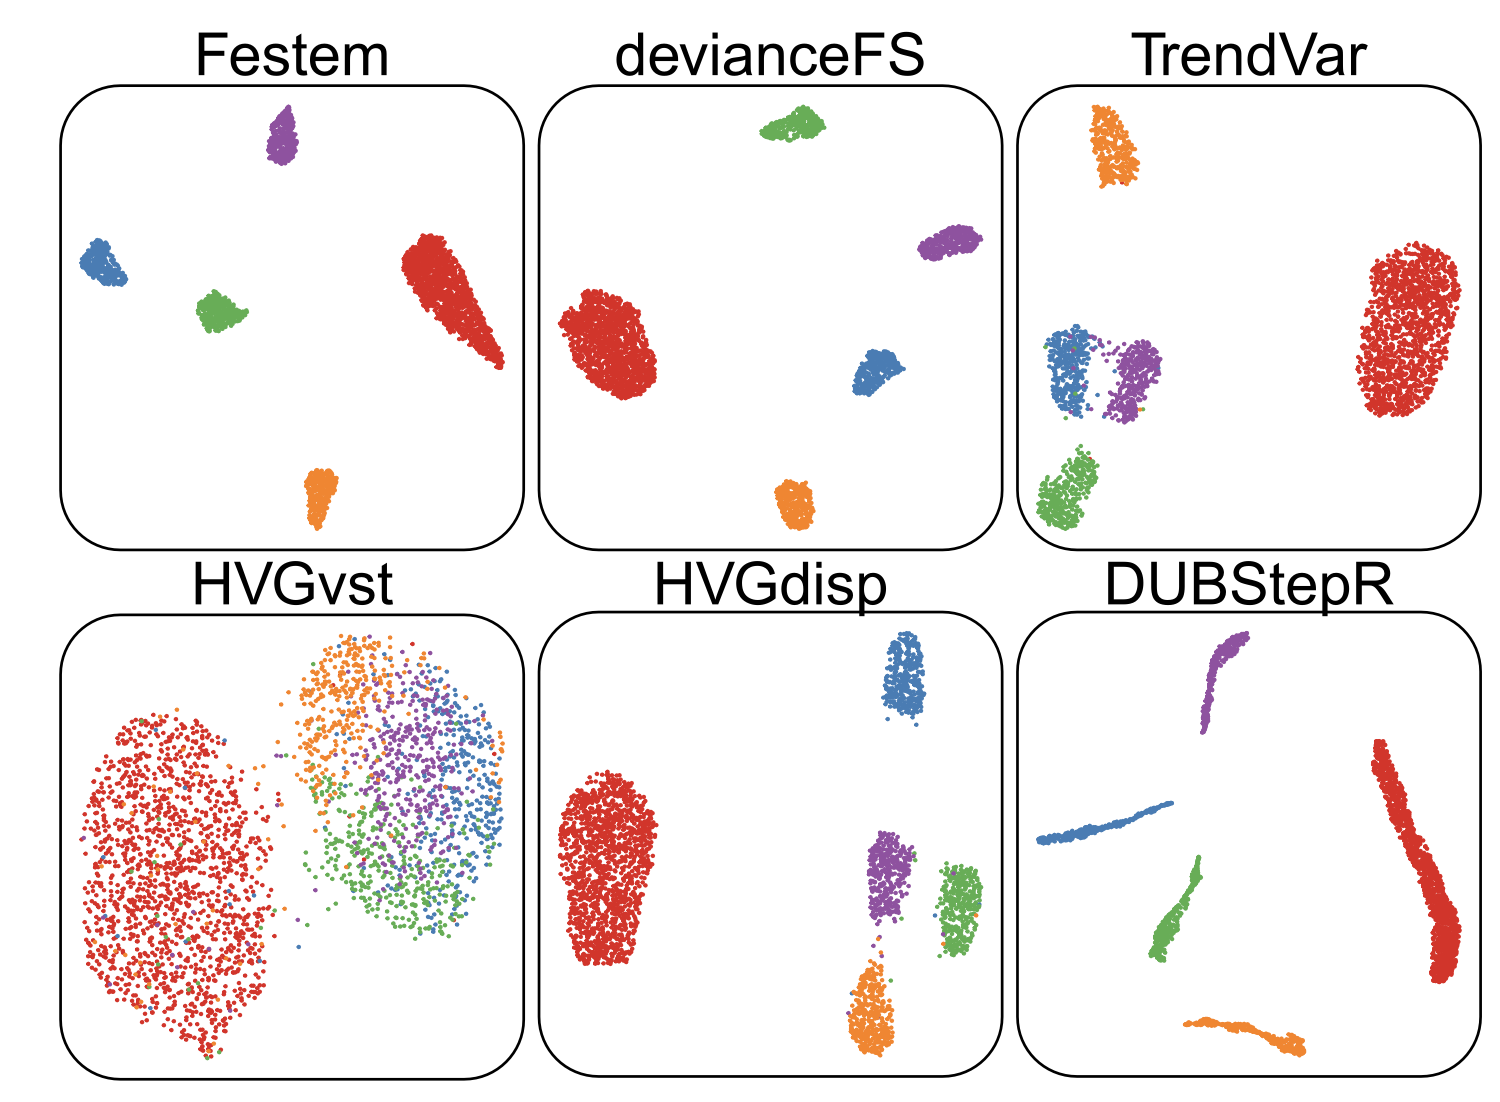 Festem
devianceFS
TrendVar
HVGvst
HVGdisp
DUBStepR